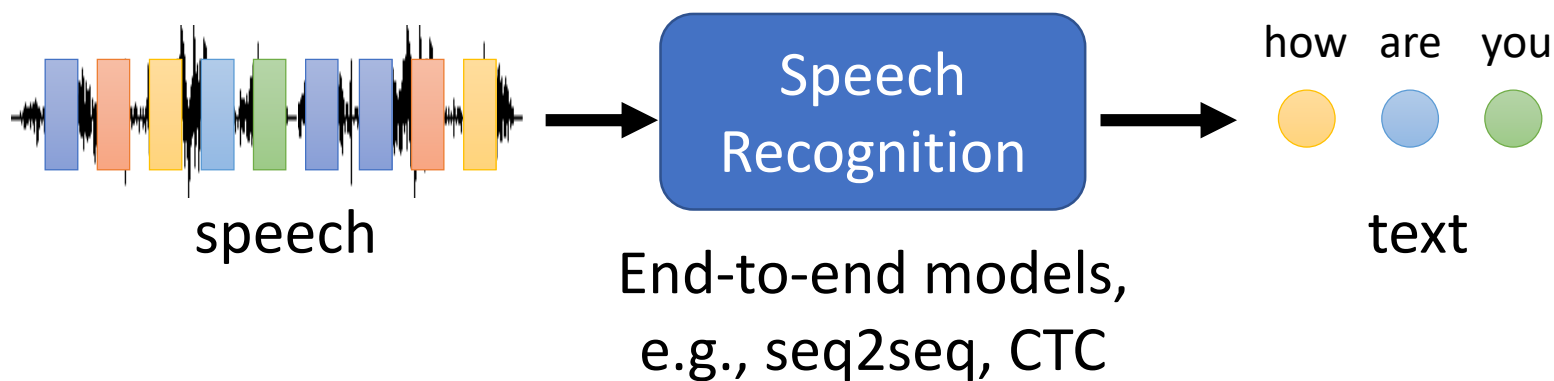 how are you
Speech
Recognition
speech
text
End-to-end models,
e.g., seq2seq, CTC